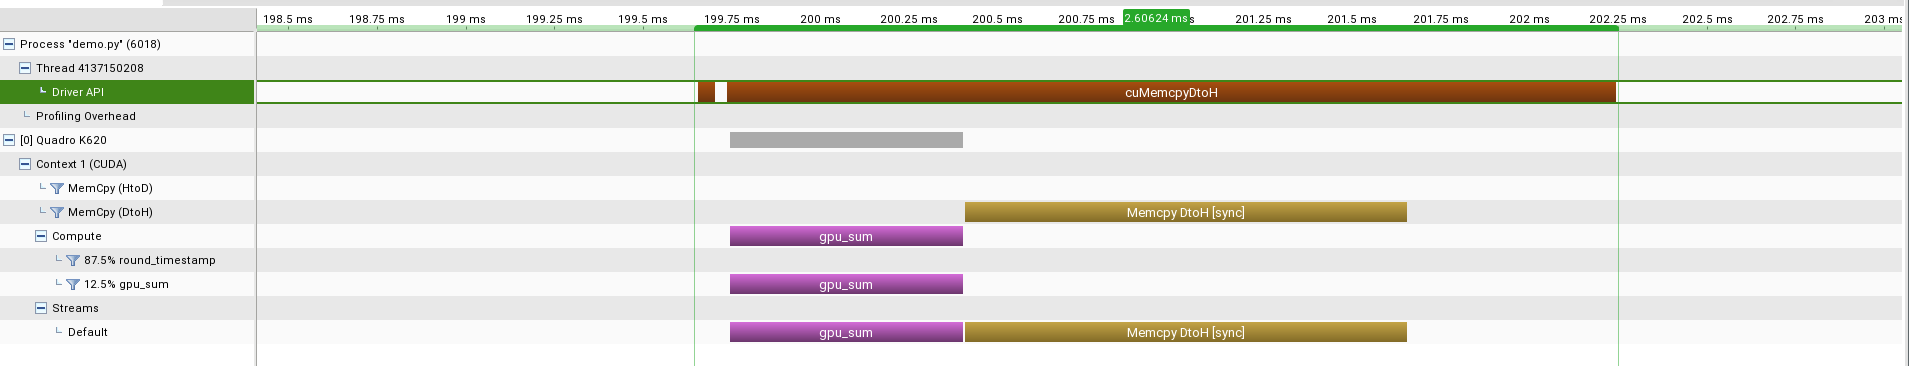 198.5 ms 198.75 ms 199 ms 199.25 ms 199.5 ms 199.75 ms 200 ms 200.25 ms 200.5 ms 200.75 ms 2.60624 ms 201.25 ms 201.5 ms 201.75 ms 202 ms 202.25 ms 202.5 ms 202.75 ms 203 ms
Process "demo.py" (6018)
Thread 4137150208
Driver API cuMemcpyDtoH
Profiling Overhead
[0] Quadro K620
Context 1 (CUDA)
MemCpy (HtoD)
MemCpy (DtoH) Memcpy DtoH [sync]
Compute gpu_sum
87.5% round_timestamp
12.5% gpu_sum gpu_sum
Streams
Default gpu_sum Memcpy DtoH [sync]